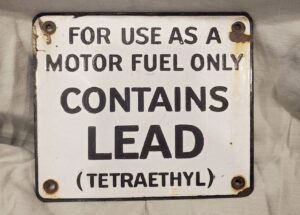 FOR USE AS A
MOTOR FUEL ONLY
CONTAINS
LEAD
(TETRAETHYL)